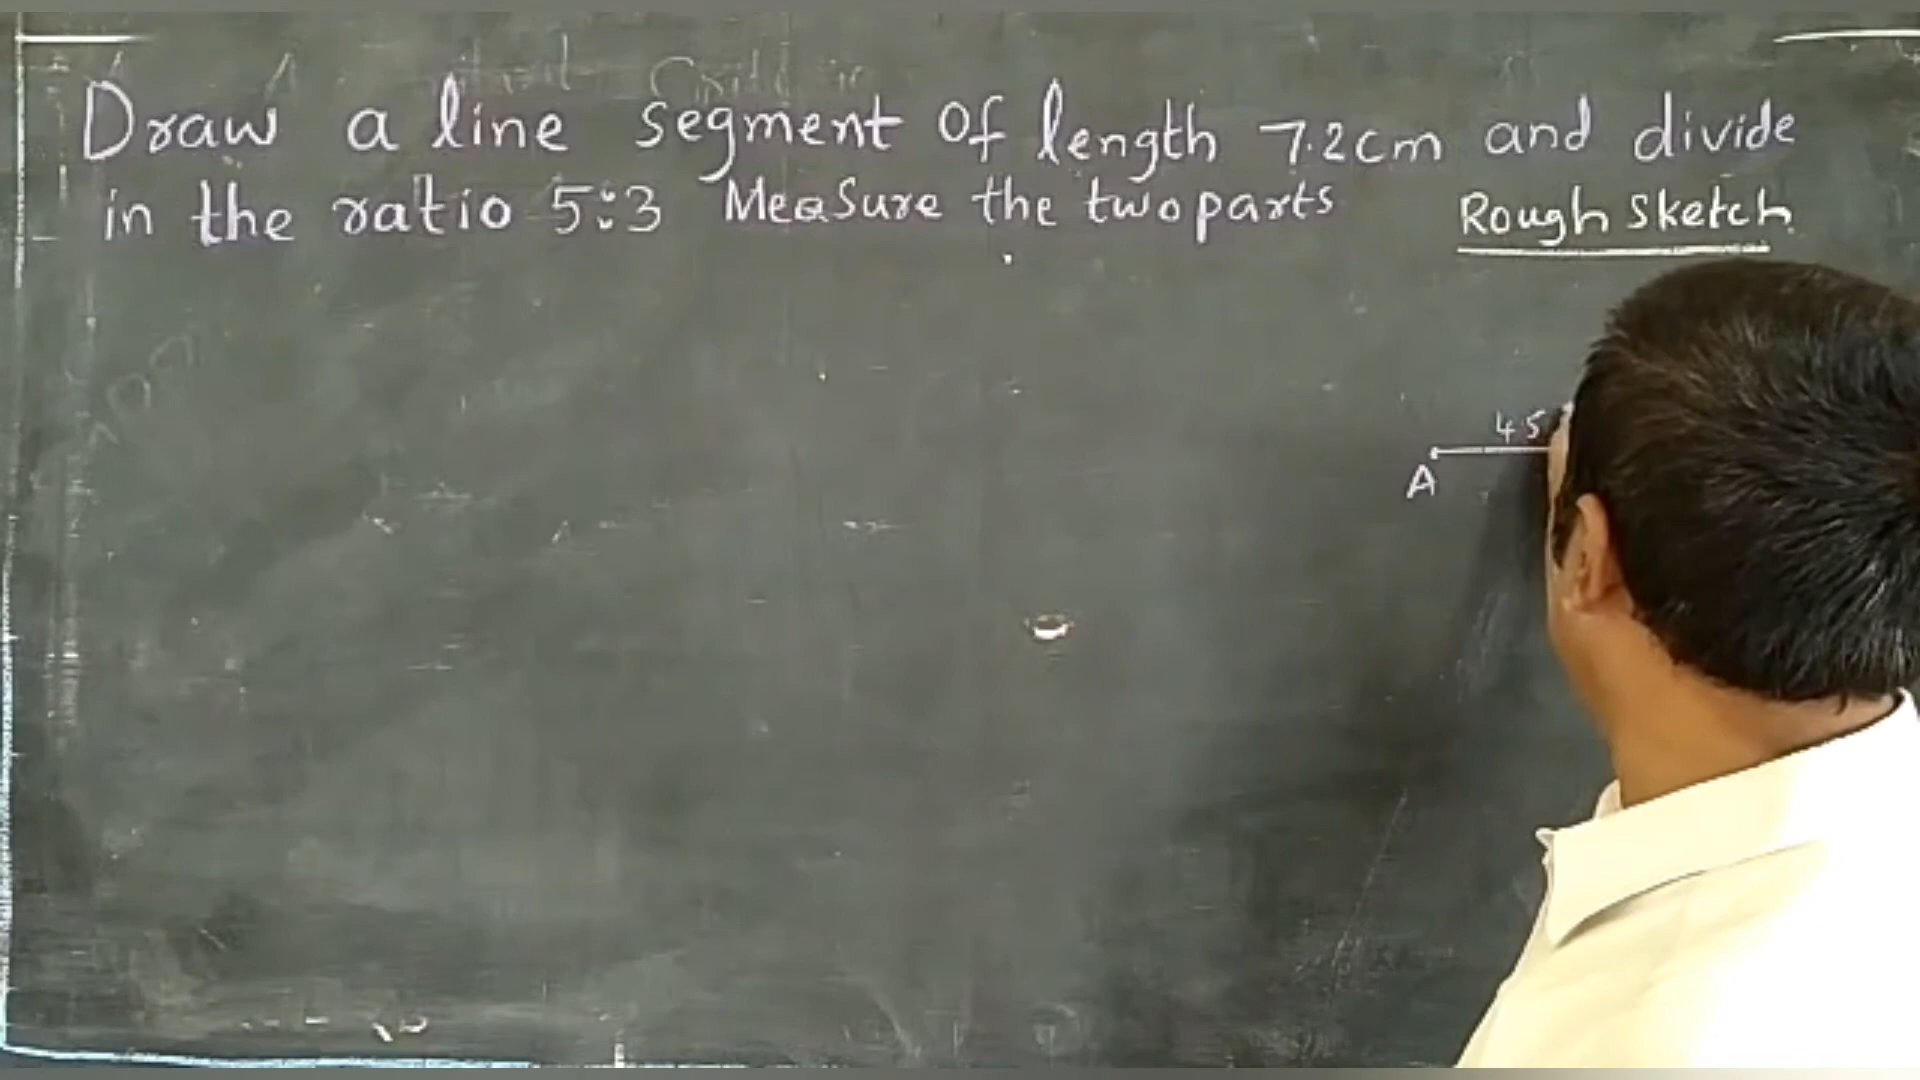 Draw a line segment of length 7.2cm and divide
in the ratio 5:3 Measure the two parts
Rough Sketch
4.5
A